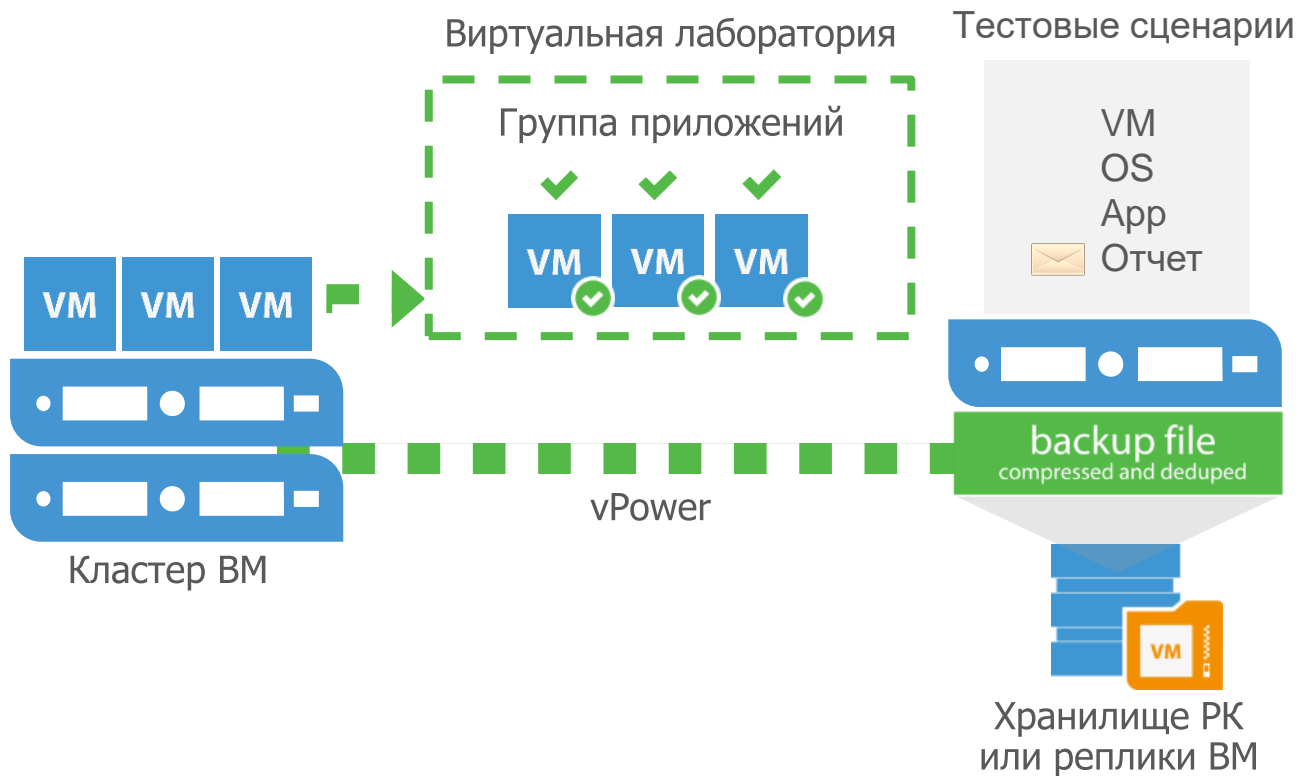 Виртуальная лаборатория
Тестовые сценарии
Группа приложений
VM
OS
App
Отчет
VM VM VM
VM VM VM
backup file
compressed and deduped
vPower
Кластер ВМ
VM
Хранилище РК
или реплики ВМ